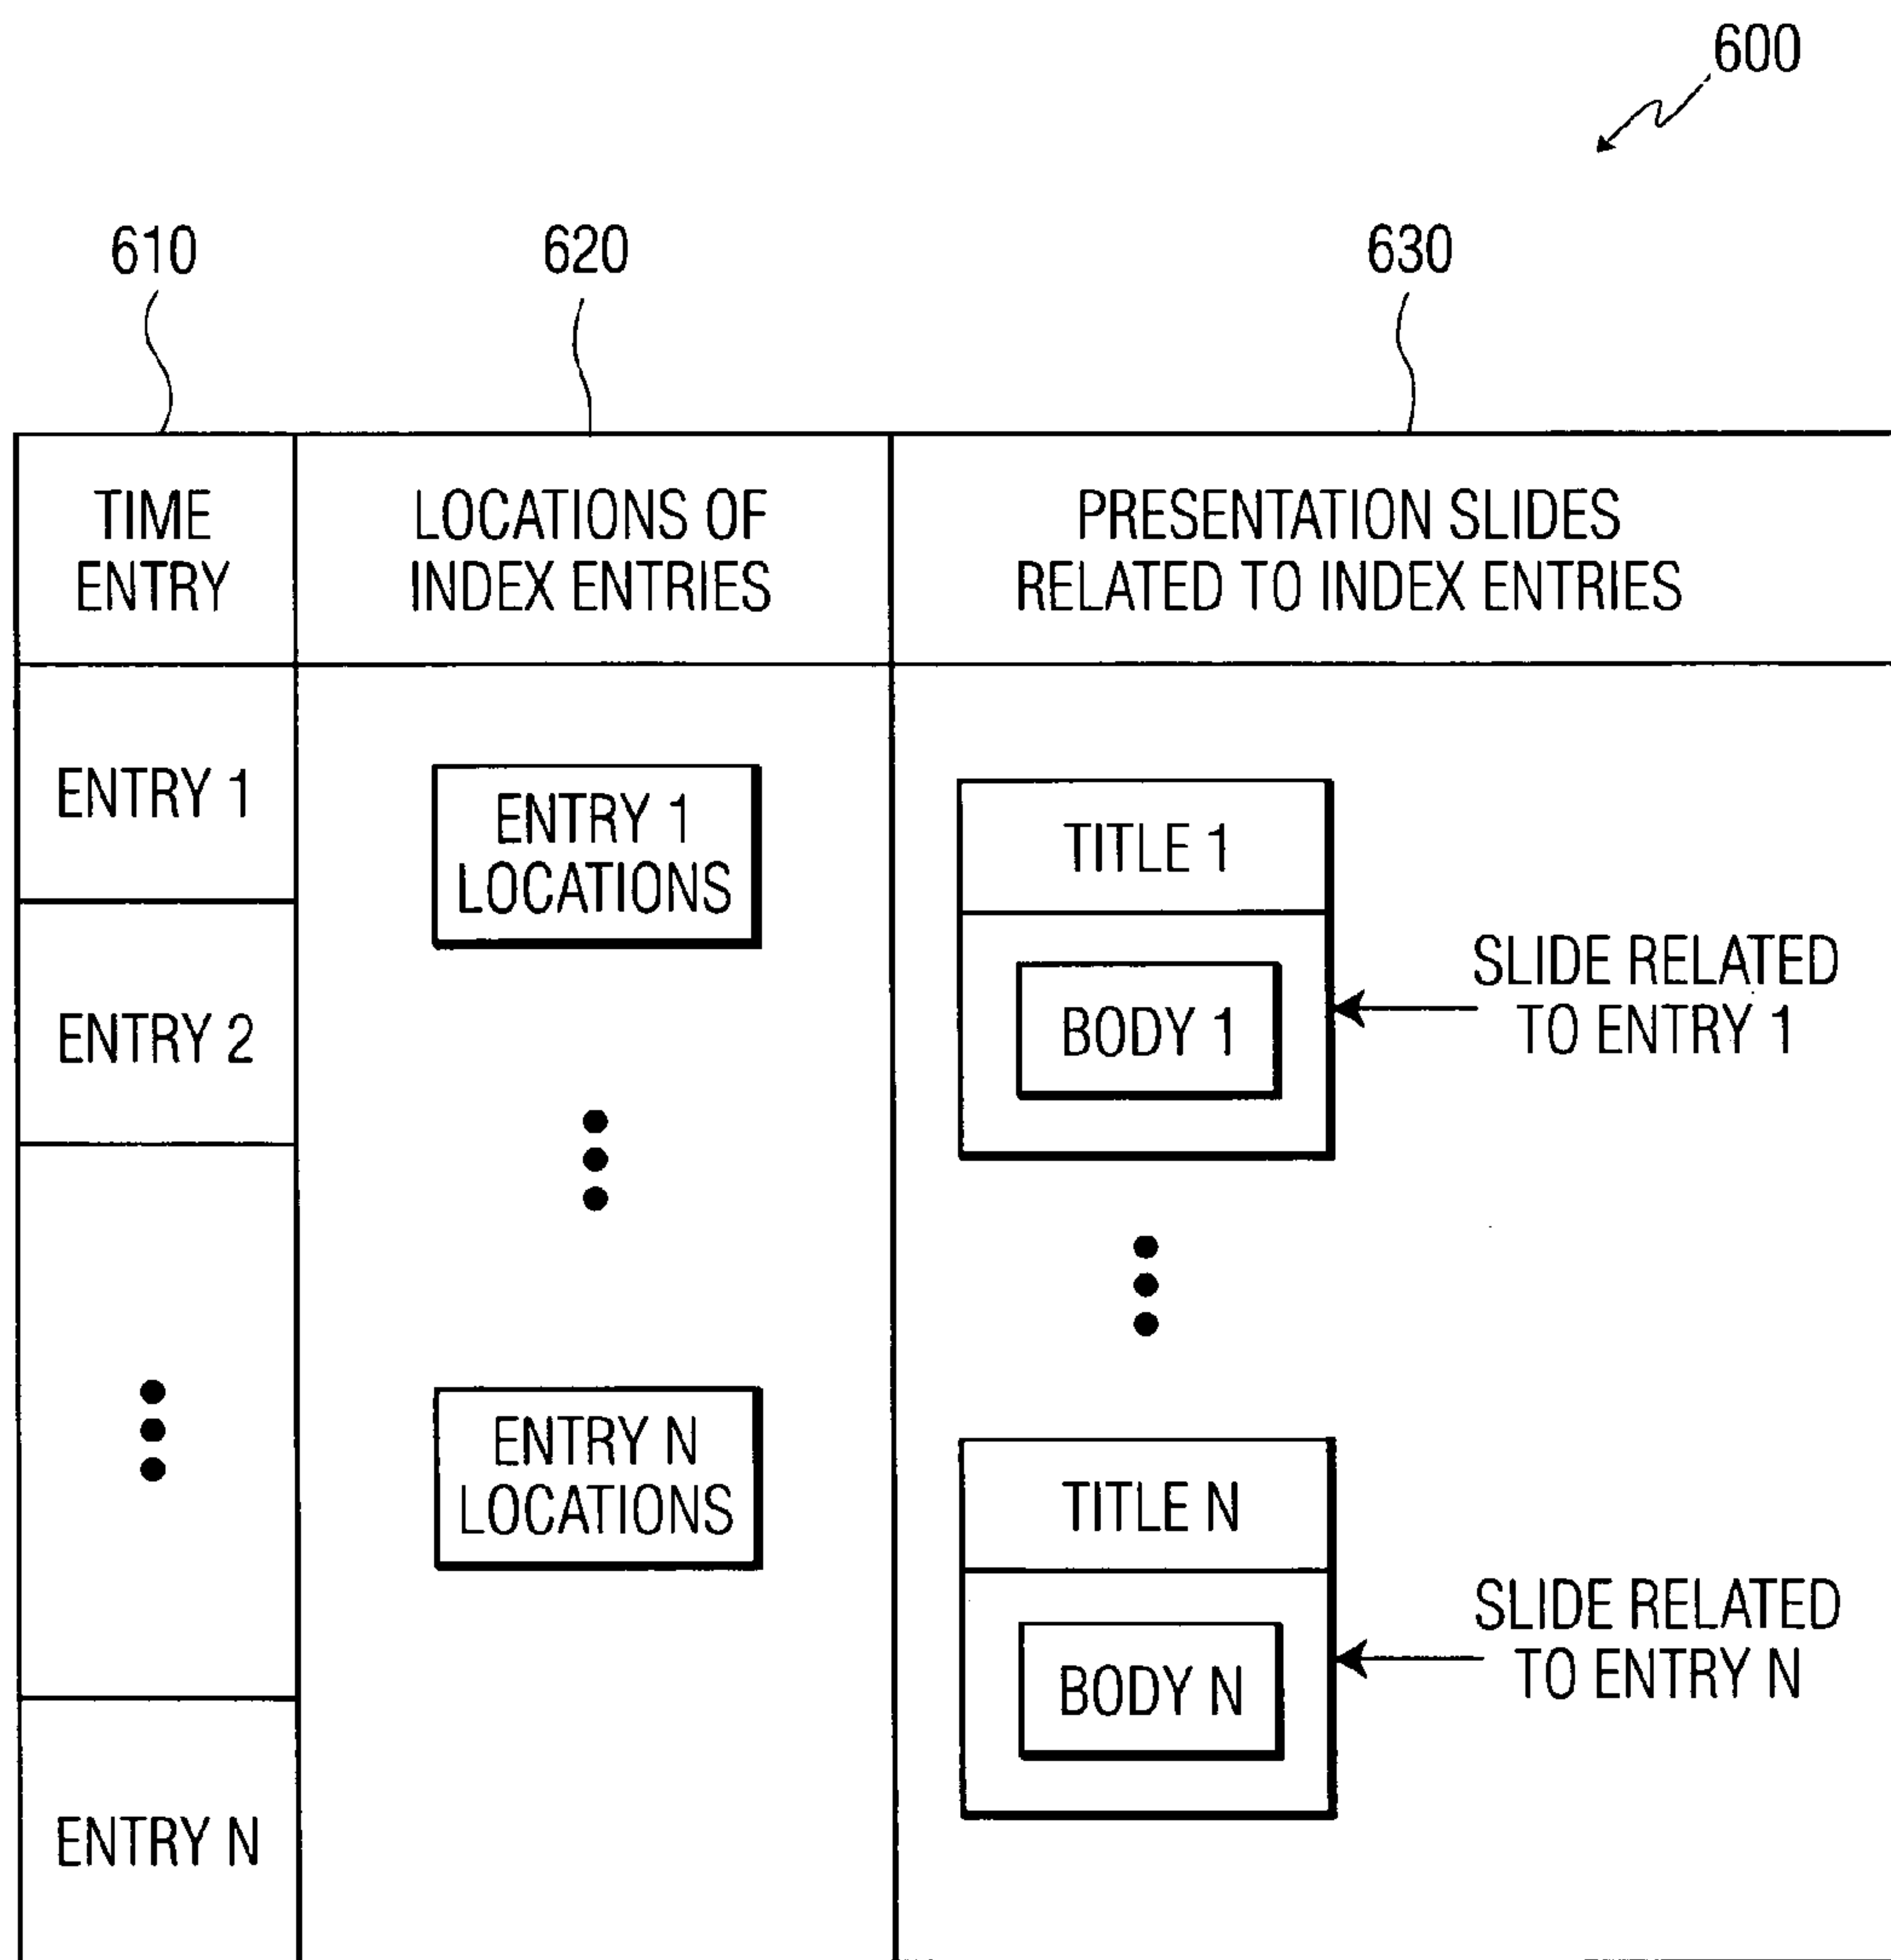 600
610
620
630
TIME
ENTRY
LOCATIONS OF
INDEX ENTRIES
PRESENTATION SLIDES
RELATED TO INDEX ENTRIES
ENTRY 1
ENTRY 2
ENTRY N
ENTRY 1
LOCATIONS
ENTRY N
LOCATIONS
TITLE 1
BODY 1
SLIDE RELATED
TO ENTRY 1
TITLE N
BODY N
SLIDE RELATED
TO ENTRY N